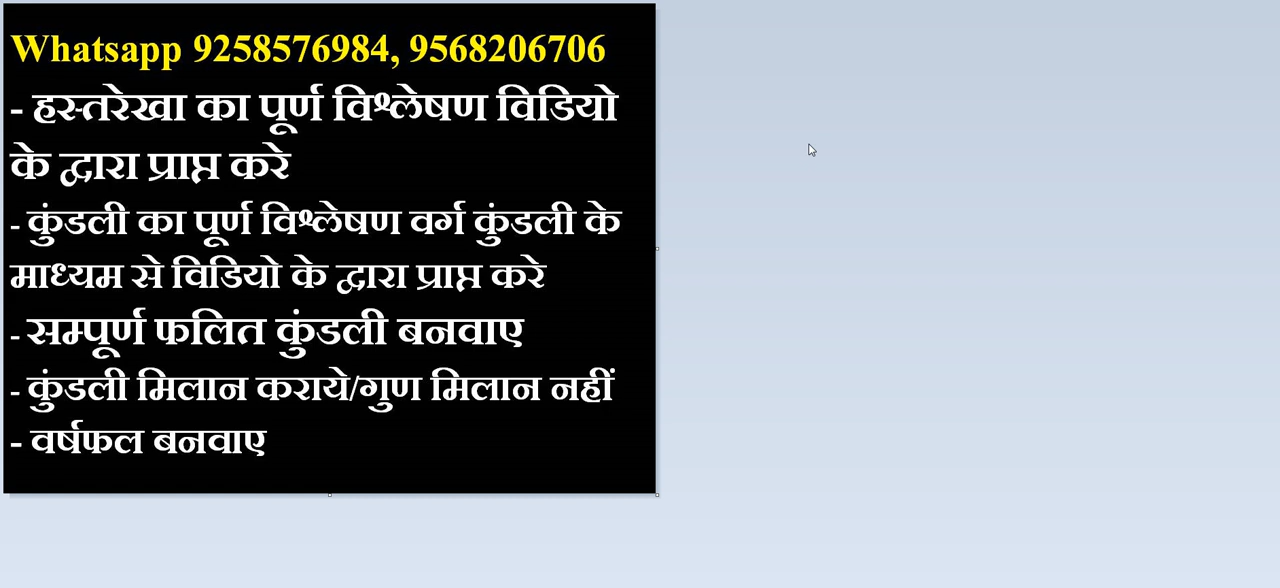 Whatsapp 9258576984, 9568206706
- हस्तरेखा का पूर्ण विश्लेषण विडियो
के द्वारा प्राप्त करे
- कुंडली का पूर्ण विश्लेषण वर्ग कुंडली के
माध्यम से विडियो के द्वारा प्राप्त करे
- सम्पूर्ण फलित कुंडली बनवाए
- कुंडली मिलान कराये/गुण मिलान नहीं
- वर्षफल बनवाए